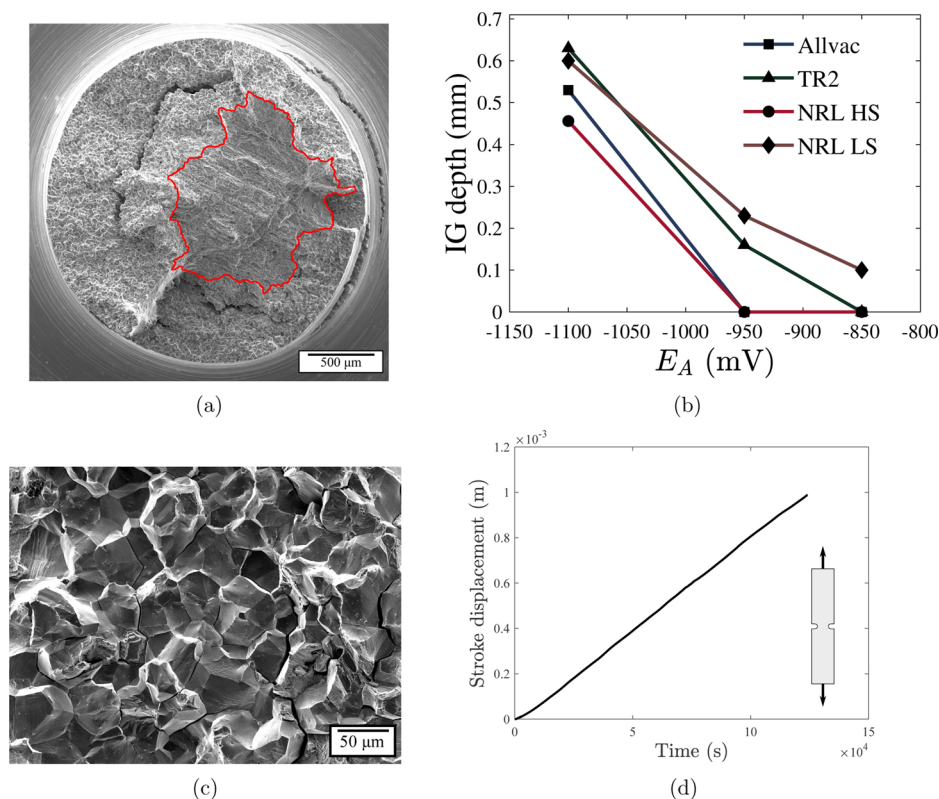 500 μm
(a)
0.7
0.6
0.5
0.4
0.3
0.2
0.1
0
IG depth (mm)
Allvac
TR2
NRL HS
NRL LS
-1150 -1100 -1050 -1000 -950 -900 -850 -800
E_A (mV)
(b)
50 μm
(c)
×10⁻³
1.2
1
0.8
0.6
0.4
0.2
0
Stroke displacement (m)
0 5 10 15
Time (s)
×10⁴
(d)